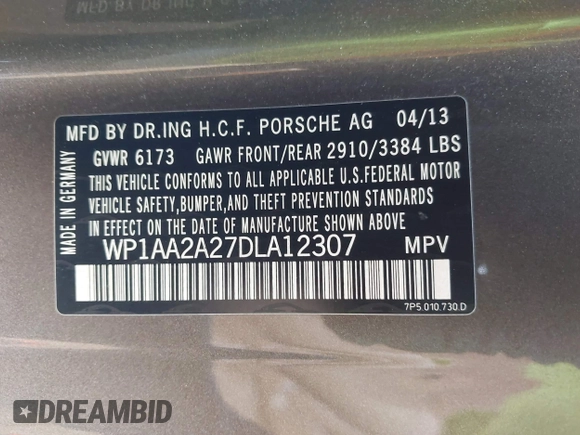 MFD BY DR.ING H.C.F. PORSCHE AG 04/13
GVWR 6173 GAWR FRONT/REAR 2910/3384 LBS
THIS VEHICLE CONFORMS TO ALL APPLICABLE U.S.FEDERAL MOTOR
VEHICLE SAFETY,BUMPER,AND THEFT PREVENTION STANDARDS
IN EFFECT ON THE DATE OF MANUFACTURE SHOWN ABOVE
WP1AA2A27DLA12307 MPV
MADE IN GERMANY
7P5.010.730.D
DREAMBID